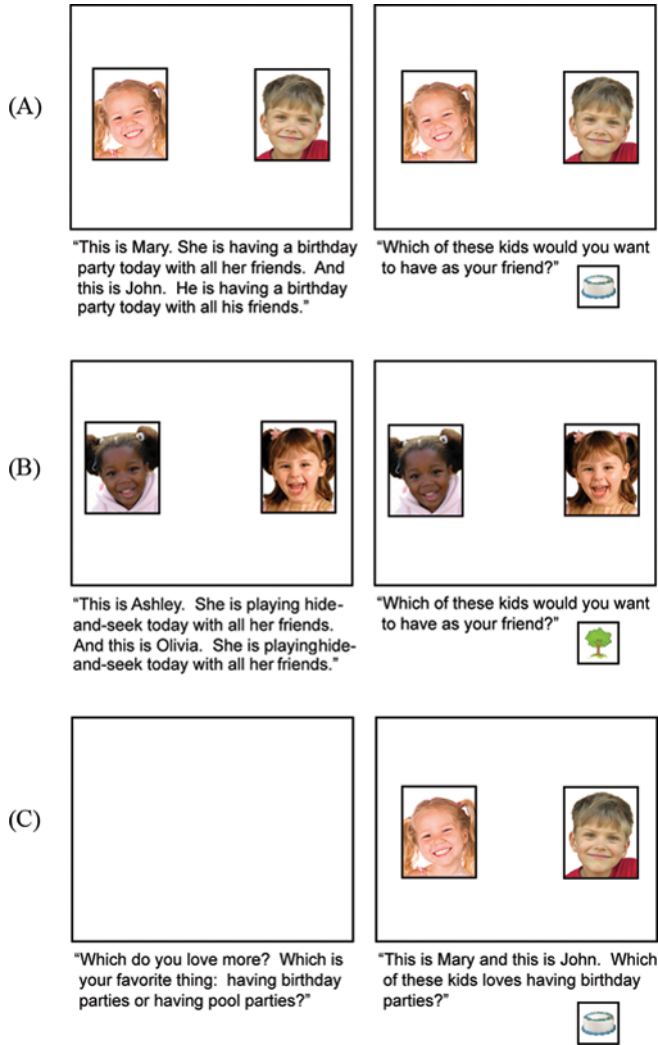 (A)
“This is Mary. She is having a birthday
party today with all her friends. And
this is John. He is having a birthday
party today with all his friends.”
“Which of these kids would you want
to have as your friend?”
(B)
“This is Ashley. She is playing hide-
and-seek today with all her friends.
And this is Olivia. She is playinghide-
and-seek today with all her friends.”
“Which of these kids would you want
to have as your friend?”
(C)
“Which do you love more? Which is
your favorite thing: having birthday
parties or having pool parties?”
“This is Mary and this is John. Which
of these kids loves having birthday
parties?”